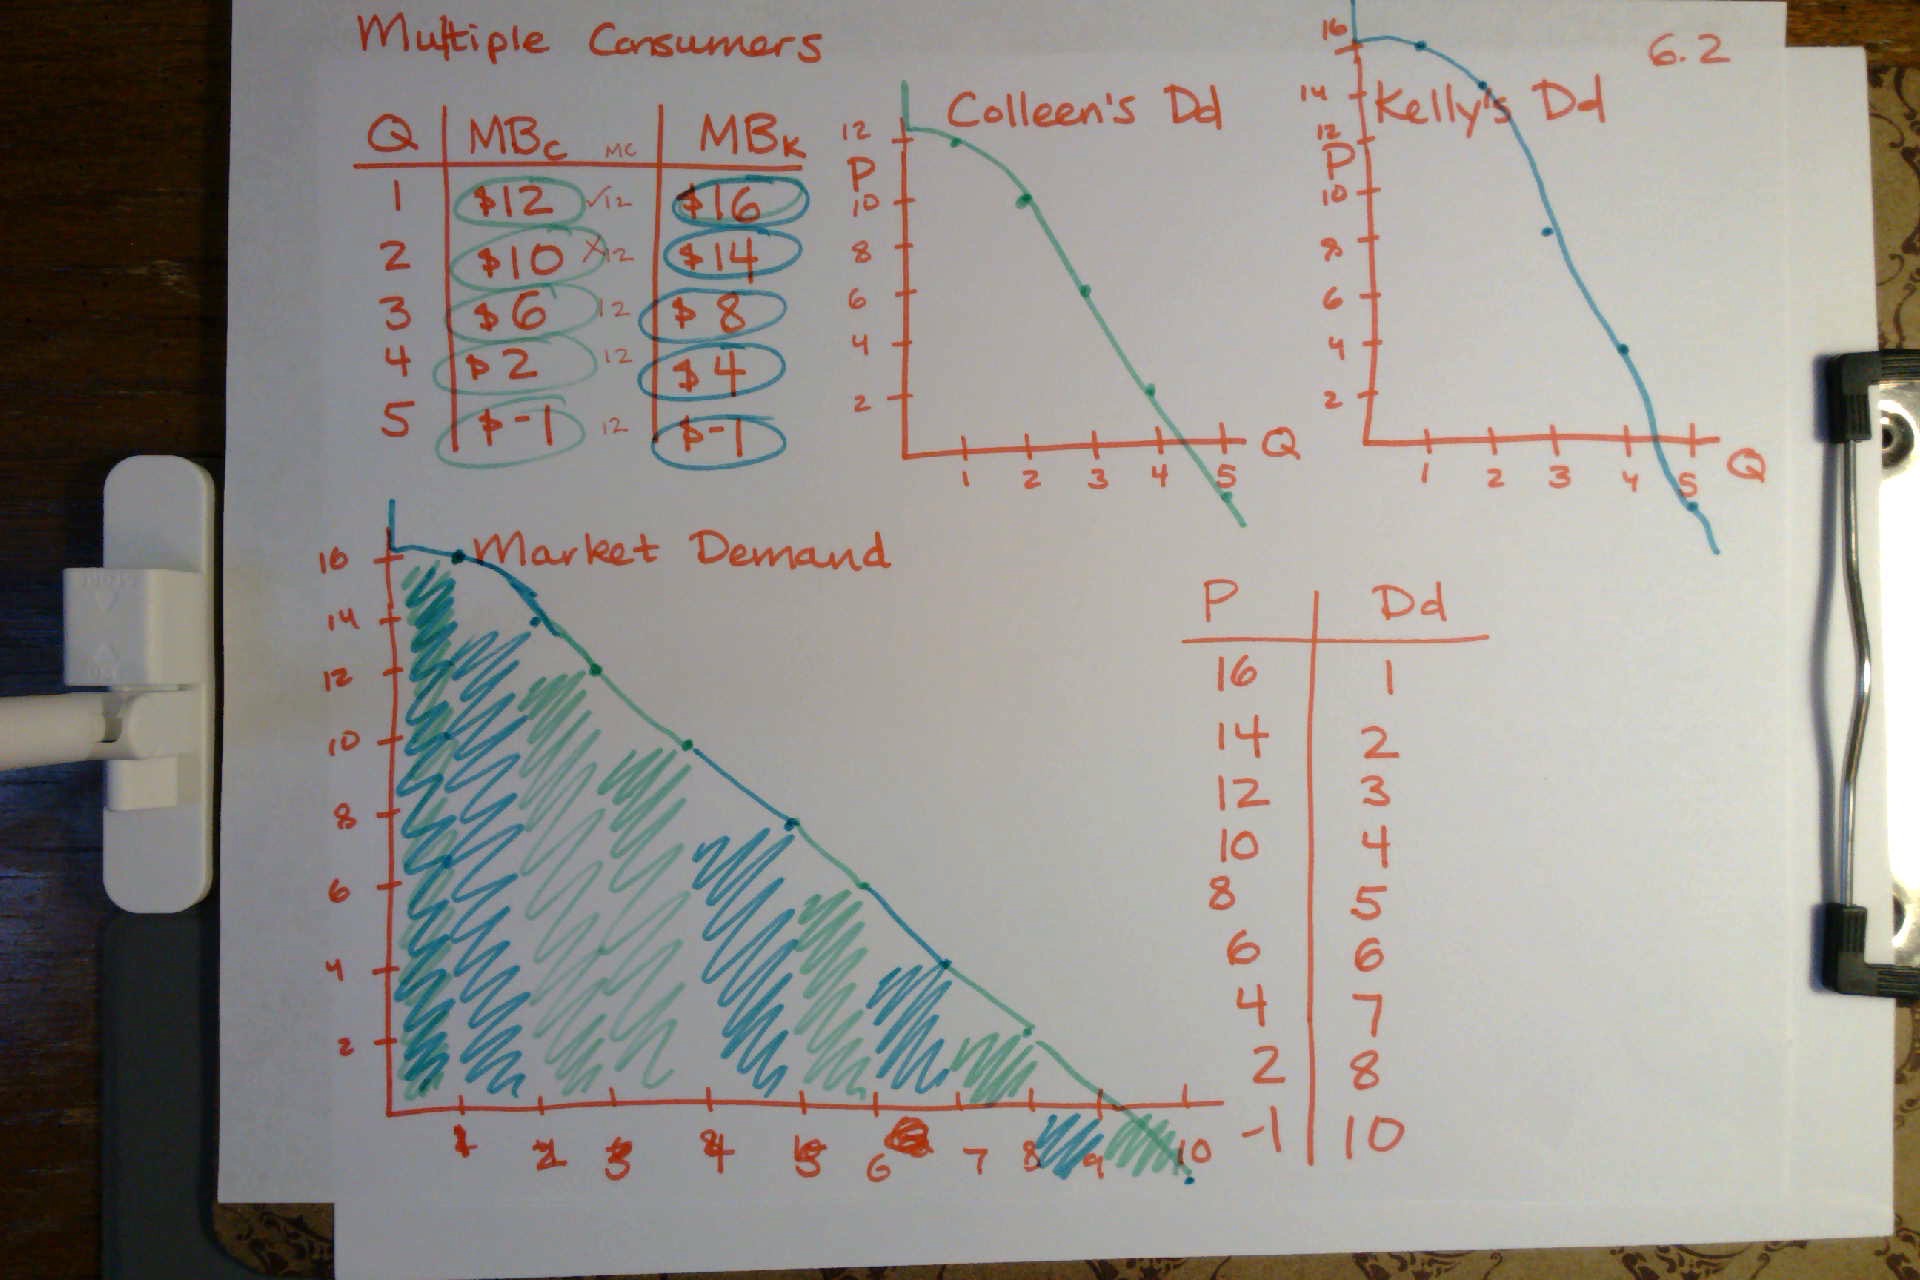 Multiple Consumers
6.2
Q MBc MC MBK
1 $12 ✓12 $16
2 $10 X12 $14
3 $6 12 $8
4 $2 12 $4
5 $-1 12 $-1
Colleen's Dd
12
P
10
8
6
4
2
1 2 3 4 5 Q
Kelly's Dd
16
14
12
P
10
8
6
4
2
1 2 3 4 5 Q
Market Demand
16
14
12
10
8
6
4
2
1 2 3 4 5 6 7 8 9 10
P Dd
16 1
14 2
12 3
10 4
8 5
6 6
4 7
2 8
-1 10